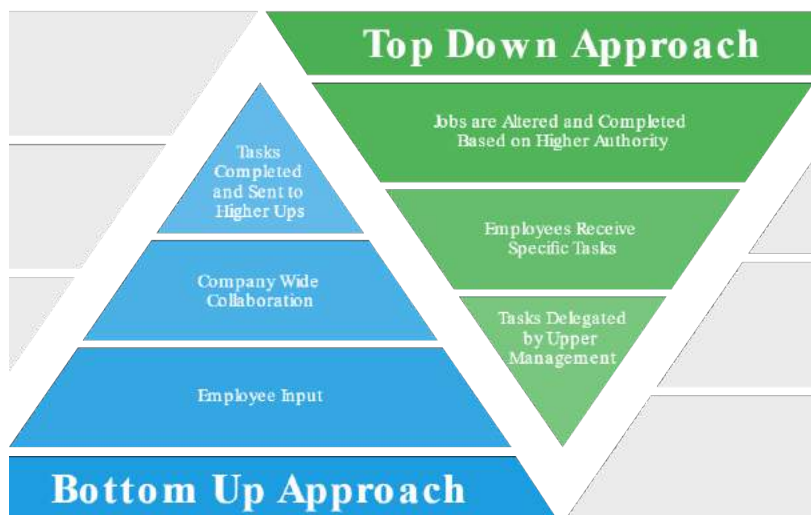 Top Down Approach
Jobs are Altered and Completed
Based on Higher Authority
Employees Receive
Specific Tasks
Tasks Delegated
by Upper
Management
Tasks
Completed
and Sent to
Higher Ups
Company Wide
Collaboration
Employee Input
Bottom Up Approach